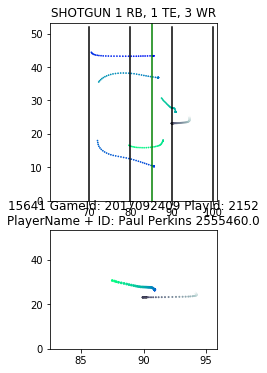 SHOTGUN 1 RB, 1 TE, 3 WR
50
40
30
20
10
0
70 80 90 100
15641 GameId: 2017092409 PlayId: 2152
PlayerName + ID: Paul Perkins 2555460.0
40
20
0
85 90 95